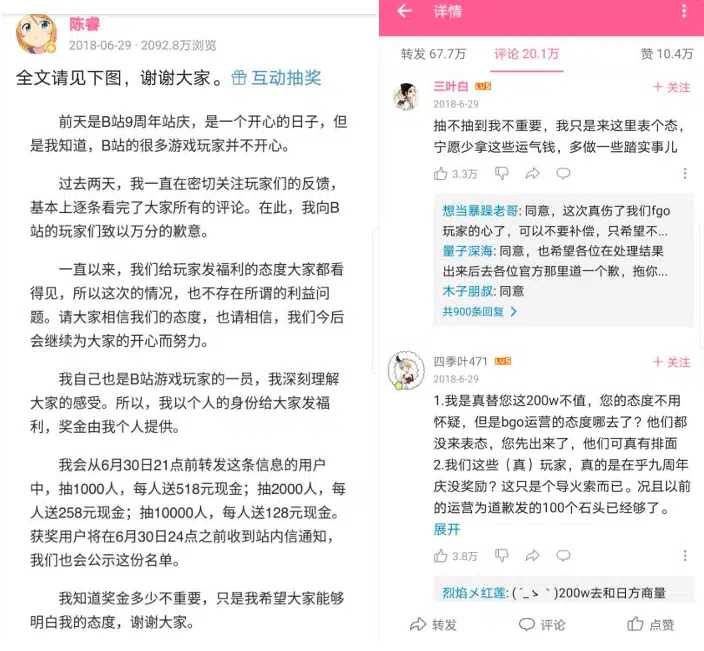 陈睿
2018-06-29 · 2092.8万浏览
全文请见下图，谢谢大家。互动抽奖
前天是B站9周年站庆，是一个开心的日子，但
是我知道，B站的很多游戏玩家并不开心。
过去两天，我一直在密切关注玩家们的反馈，
基本上逐条看完了大家所有的评论。在此，我向B
站的玩家们致以万分的歉意。
一直以来，我们给玩家发福利的态度大家都看
得见，所以这次的情况，也不存在所谓的利益问
题。请大家相信我们的态度，也请相信，我们今后
会继续为大家的开心而努力。
我自己也是B站游戏玩家的一员，我深刻理解
大家的感受。所以，我以个人的身份给大家发福
利，奖金由我个人提供。
我会从6月30日21点前转发这条信息的用户
中，抽1000人，每人送518元现金；抽2000人，每
人送258元现金；抽10000人，每人送128元现金。
获奖用户将在6月30日24点之前收到站内信通知，
我们也会公示这份名单。
我知道奖金多少不重要，只是我希望大家能够
明白我的态度，谢谢大家。
详情
转发 67.7万 评论 20.1万 赞 10.4万
三叶白 LV5 + 关注
2018-6-29
抽不抽到我不重要，我只是来这里表个态，
宁愿少拿这些运气钱，多做一些踏实事儿
3.3万
想当暴躁老哥: 同意，这次真伤了我们fgo
玩家的心了，可以不要补偿，只希望不...
量子深海: 同意，也希望各位在处理结果
出来后去各位官方那里道一个歉，拖你...
木子朋叔: 同意
共900条回复
四季叶471 LV5 + 关注
2018-6-29
1.我是真替您这200w不值，您的态度不用
怀疑，但是bgo运营的态度哪去了？他们都
没来表态，您先出来了，他们可真有排面
2.我们这些（真）玩家，真的是在乎九周年
庆没奖励？这只是个导火索而已。况且以前
的运营为道歉发的100个石头已经够了。
展开
3.8万
烈焰メ红莲: (´_ゝ`)200w去和日方商量
转发 评论 点赞